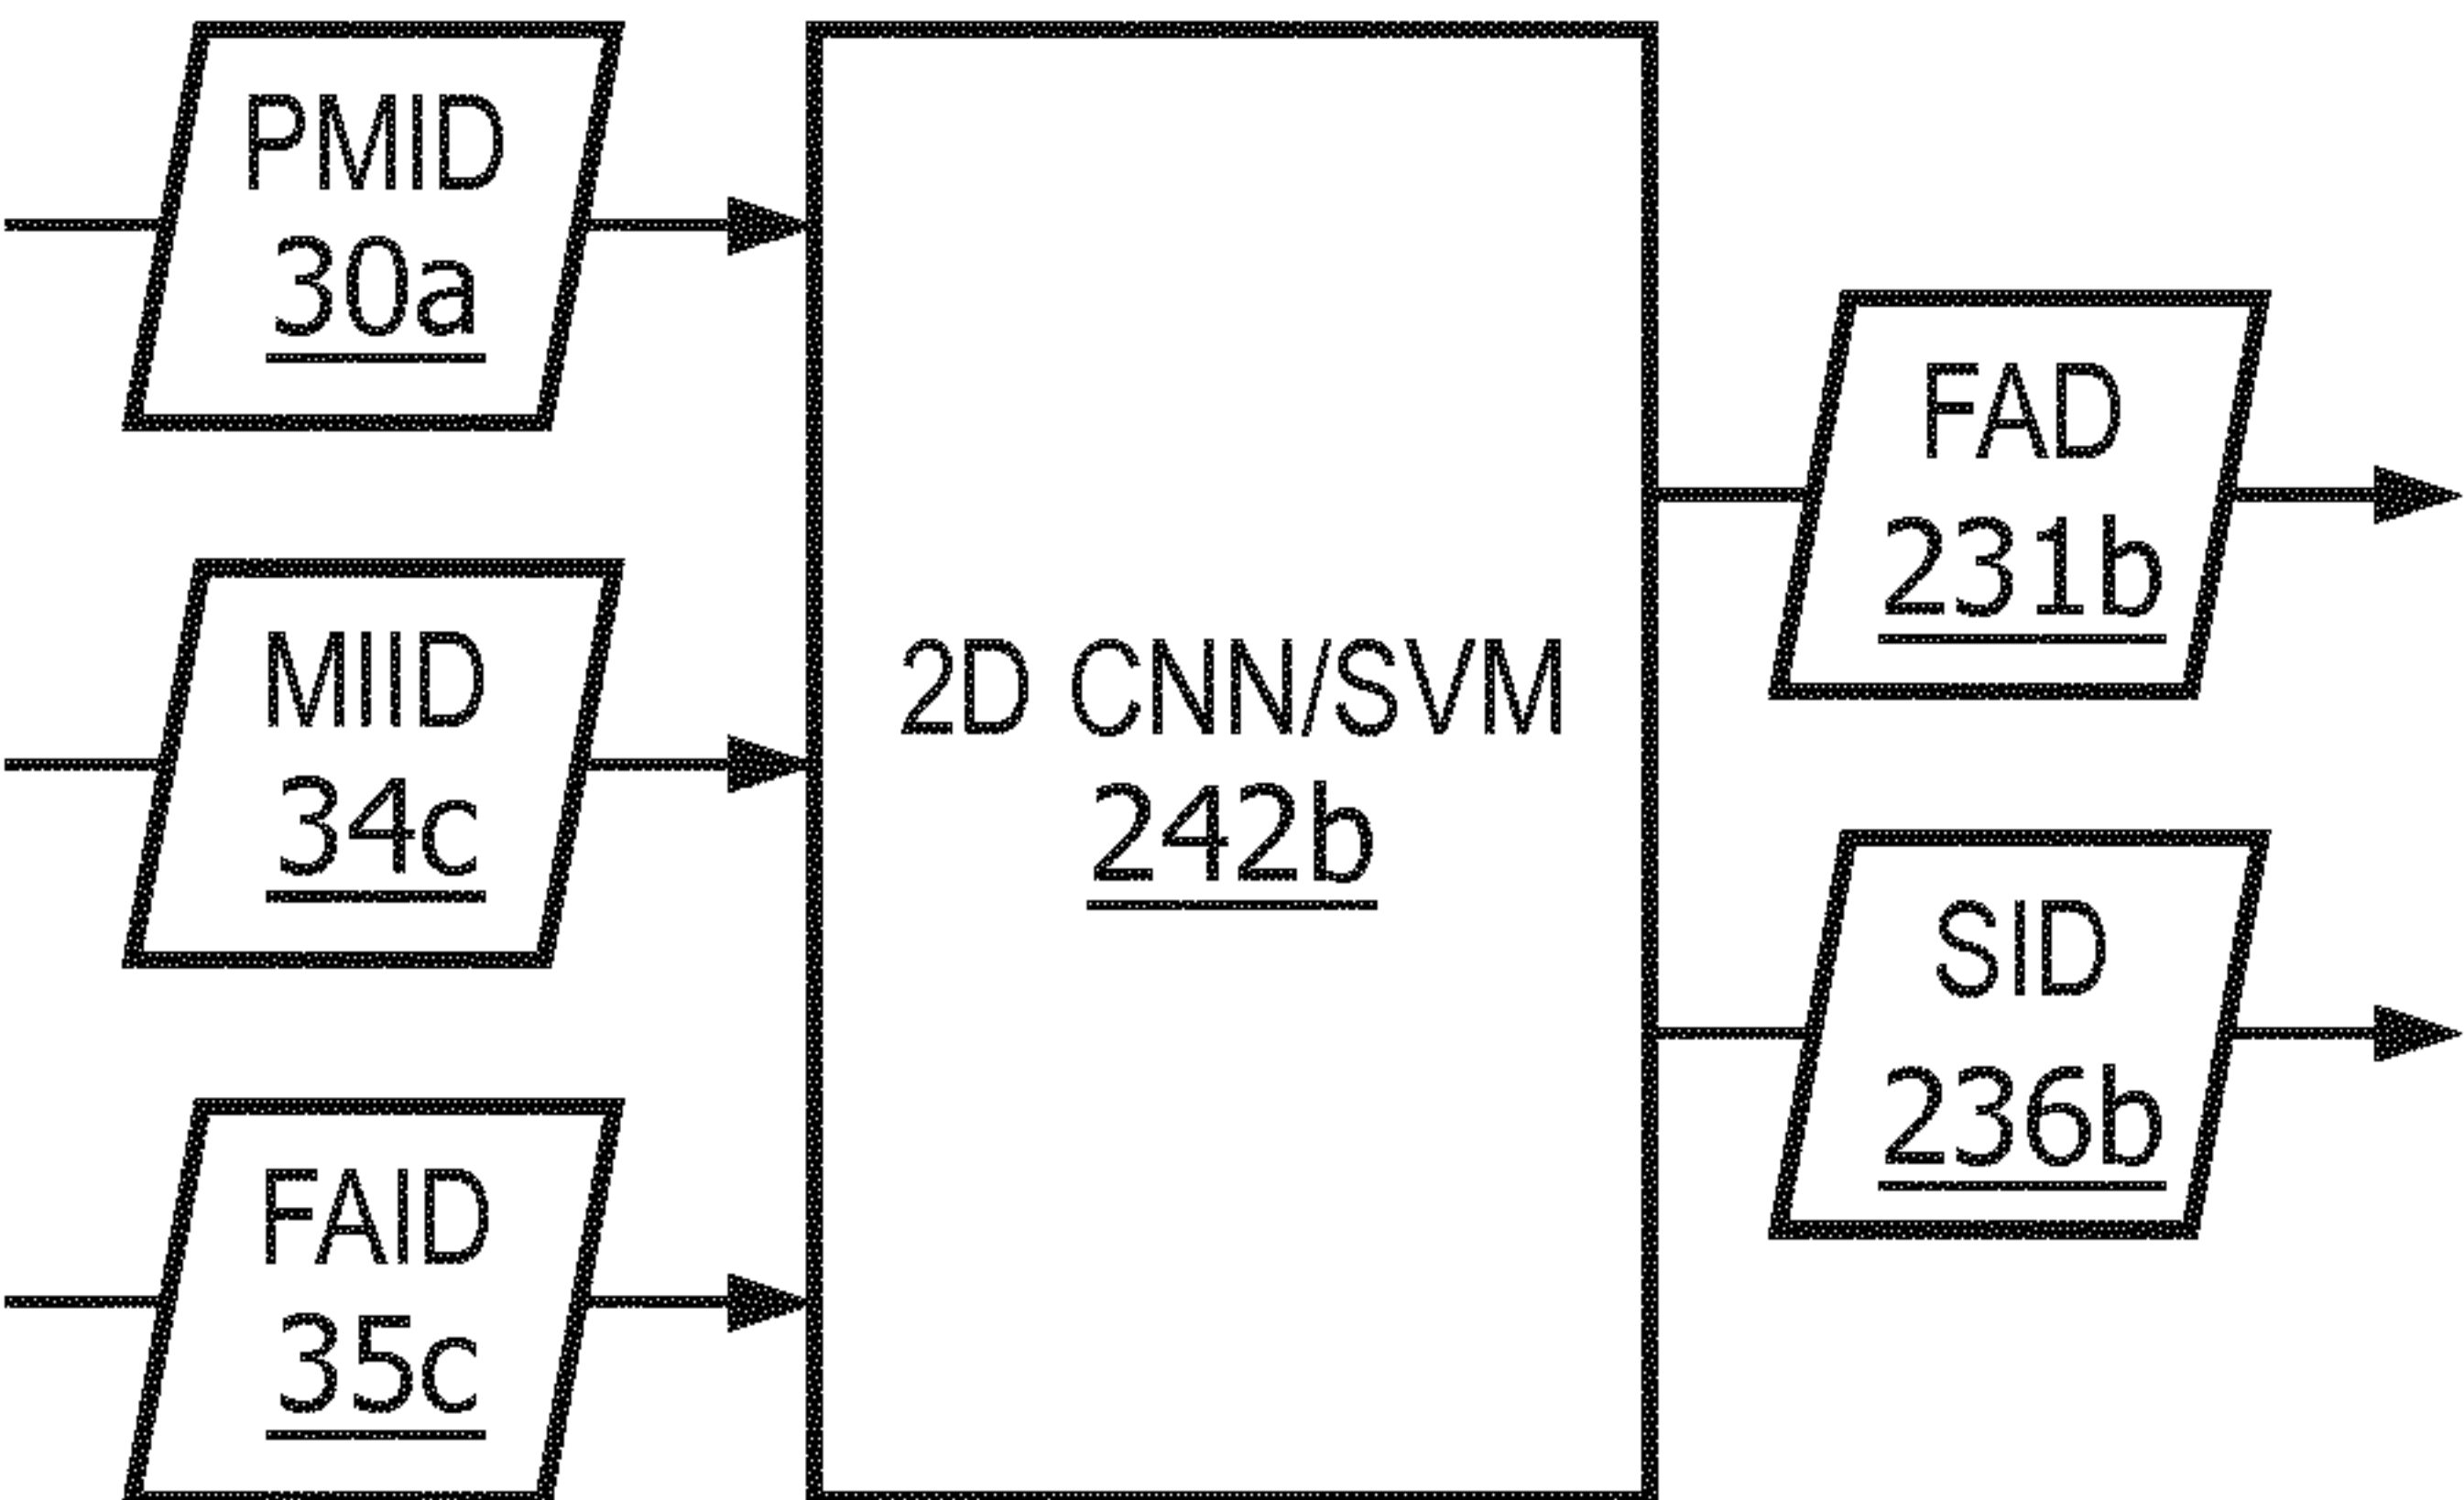 PMID
30a
MIID
34c
FAID
35c
2D CNN/SVM
242b
FAD
231b
SID
236b